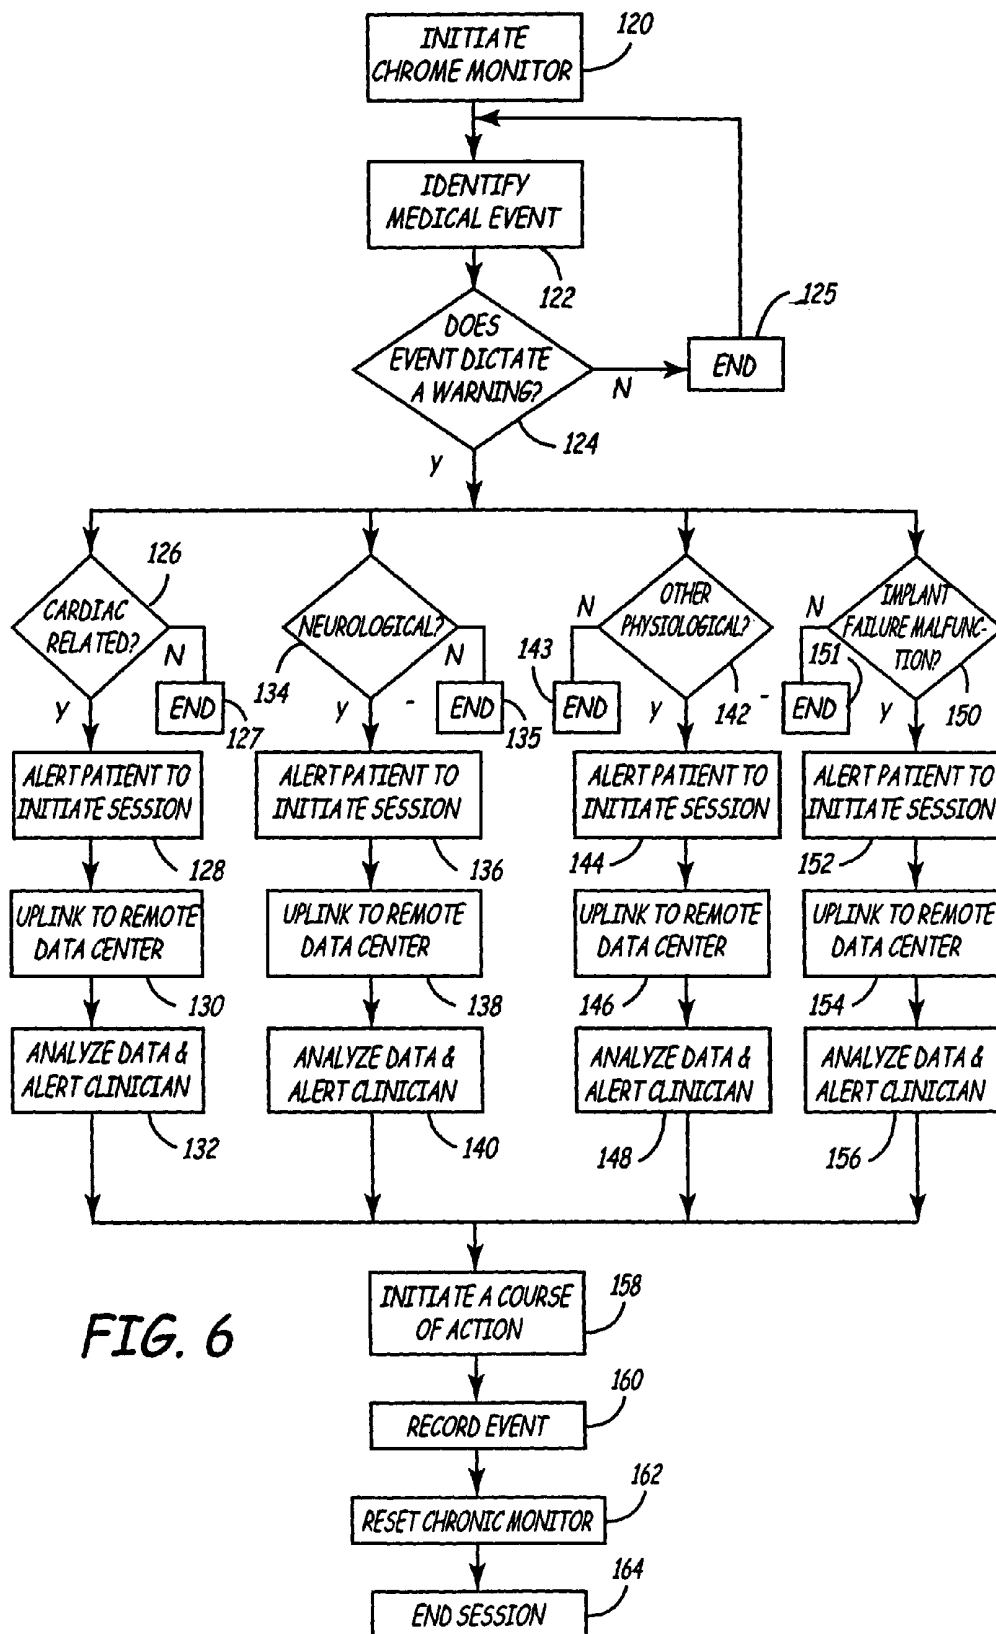 INITIATE
CHROME MONITOR
120
IDENTIFY
MEDICAL EVENT
122
DOES
EVENT DICTATE
A WARNING?
124
N
END
125
Y
CARDIAC
RELATED?
126
N
END
127
Y
ALERT PATIENT TO
INITIATE SESSION
128
UPLINK TO REMOTE
DATA CENTER
130
ANALYZE DATA &
ALERT CLINICIAN
132
NEUROLOGICAL?
134
N
END
135
Y
ALERT PATIENT TO
INITIATE SESSION
136
UPLINK TO REMOTE
DATA CENTER
138
ANALYZE DATA &
ALERT CLINICIAN
140
OTHER
PHYSIOLOGICAL?
142
N
143
END
Y
ALERT PATIENT TO
INITIATE SESSION
144
UPLINK TO REMOTE
DATA CENTER
146
ANALYZE DATA &
ALERT CLINICIAN
148
IMPLANT
FAILURE MALFUNC-
TION?
150
N
151
END
Y
ALERT PATIENT TO
INITIATE SESSION
152
UPLINK TO REMOTE
DATA CENTER
154
ANALYZE DATA &
ALERT CLINICIAN
156
INITIATE A COURSE
OF ACTION
158
RECORD EVENT
160
RESET CHRONIC MONITOR
162
END SESSION
164
FIG. 6